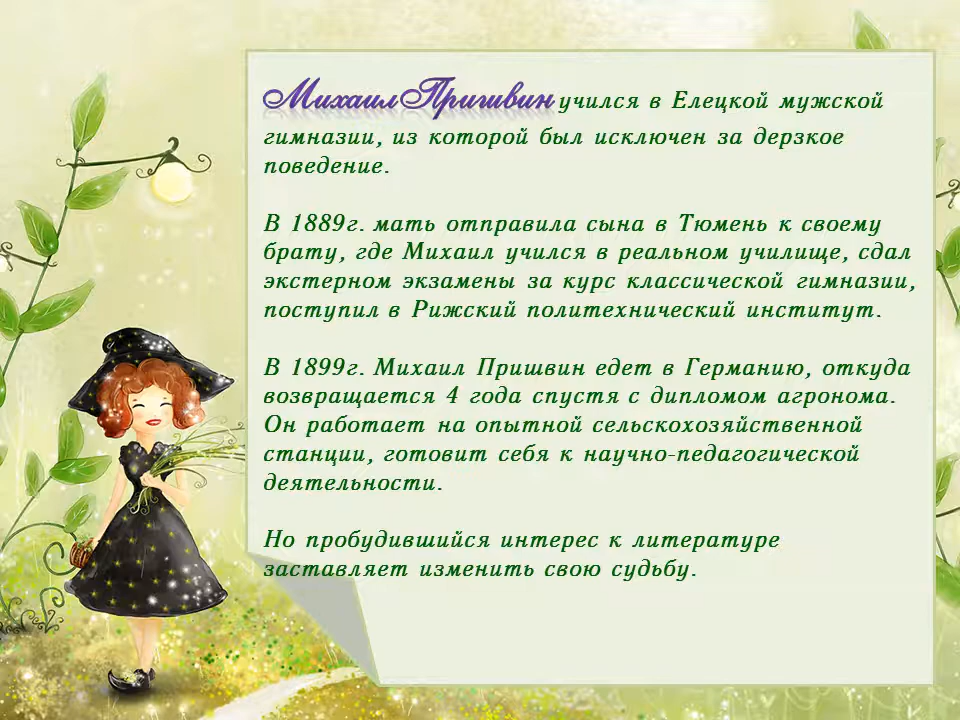 Михаил Пришвин учился в Елецкой мужской
гимназии, из которой был исключен за дерзкое
поведение.
В 1889г. мать отправила сына в Тюмень к своему
брату, где Михаил учился в реальном училище, сдал
экстерном экзамены за курс классической гимназии,
поступил в Рижский политехнический институт.
В 1899г. Михаил Пришвин едет в Германию, откуда
возвращается 4 года спустя с дипломом агронома.
Он работает на опытной сельскохозяйственной
станции, готовит себя к научно-педагогической
деятельности.
Но пробудившийся интерес к литературе
заставляет изменить свою судьбу.